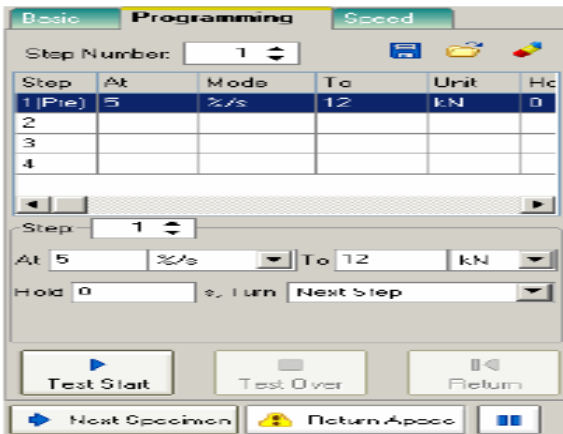 Basic Programming Speed
Step Number: 1
Step At Mode To Unit Ho
1(Pre) 5 %/s 12 kN 0
2
3
4
Step: 1
At 5 %/s To 12 kN
Hold 0 s, Turn Next Step
Test Start Test Over Return
Next Specimen Return Apace